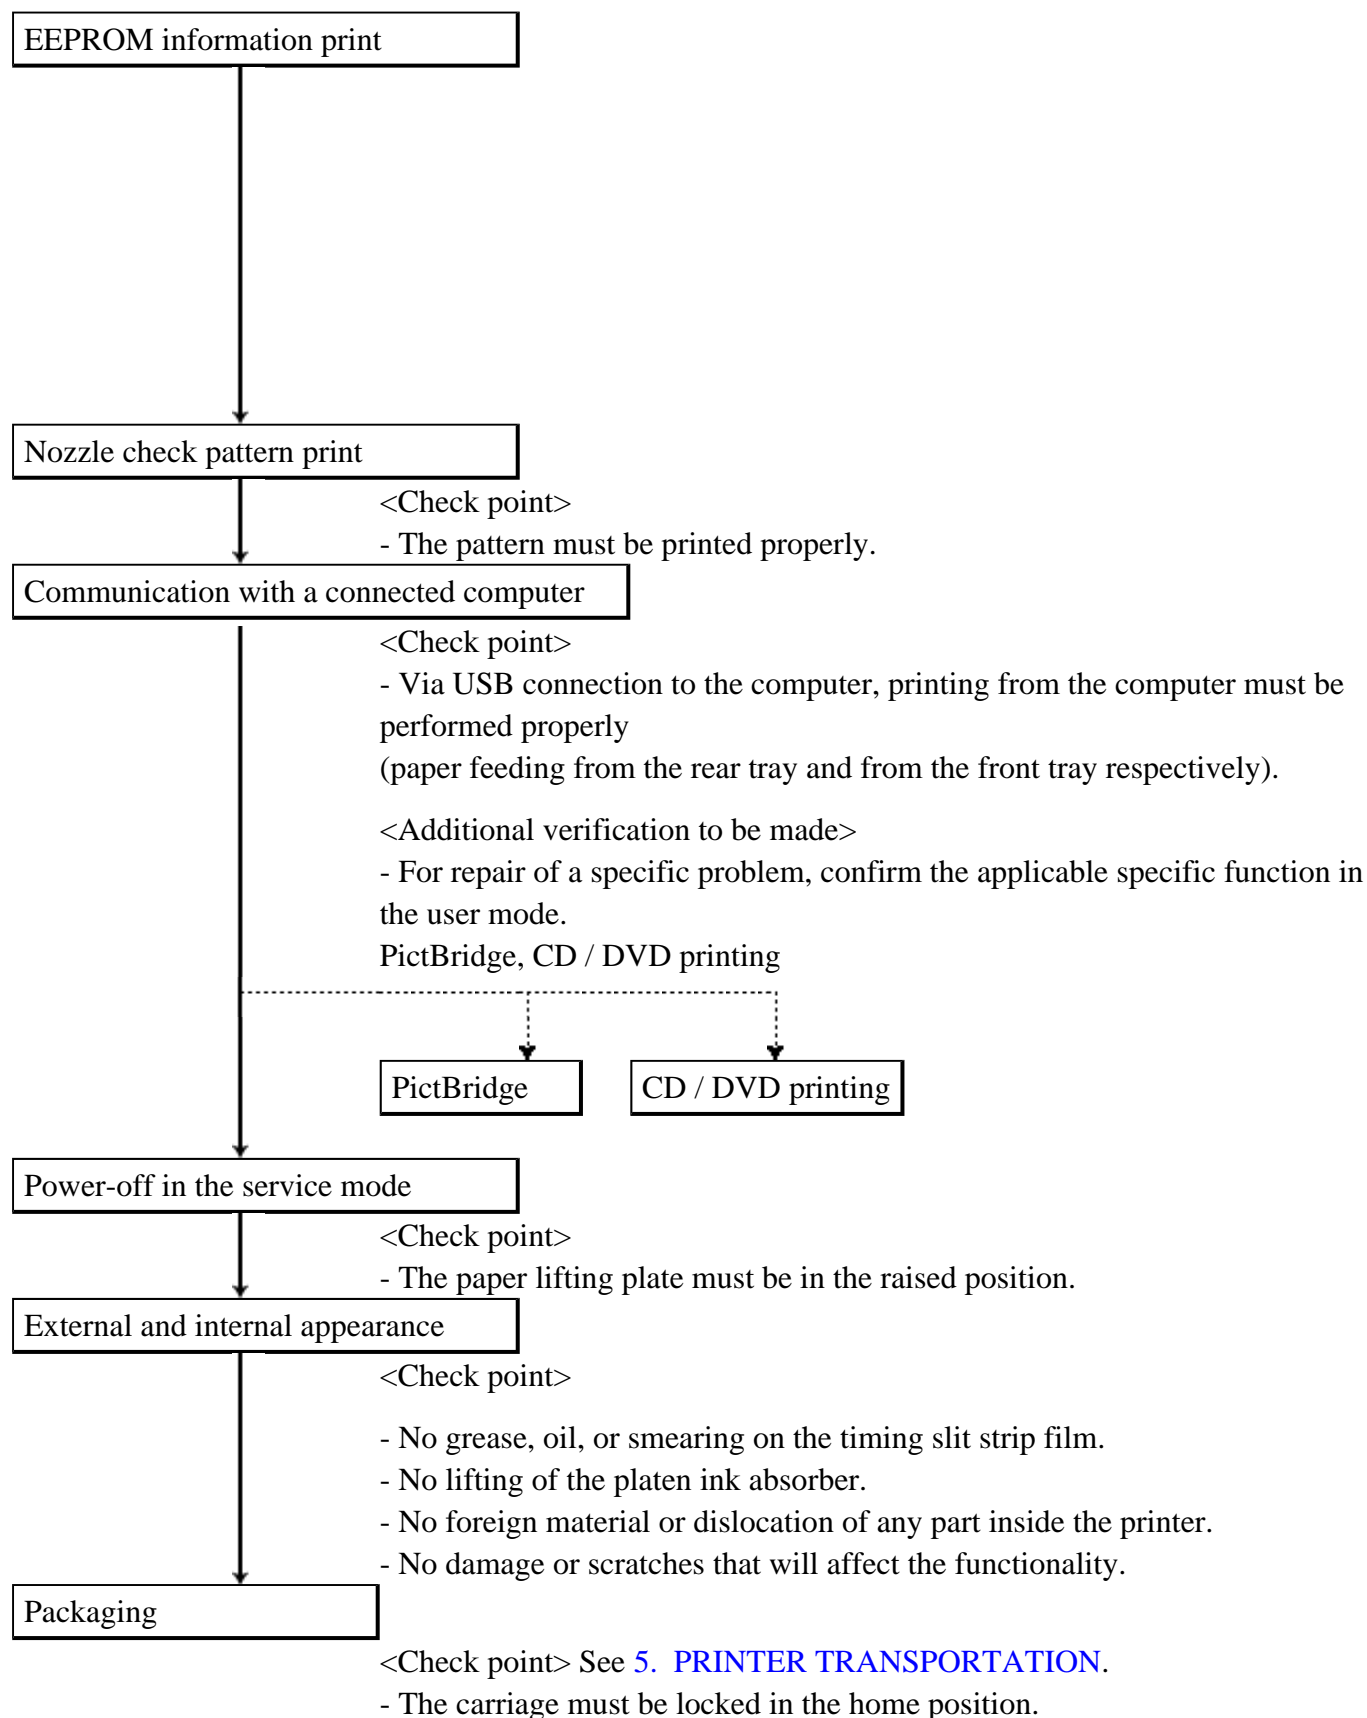 EEPROM information print
Nozzle check pattern print
<Check point>
- The pattern must be printed properly.
Communication with a connected computer
<Check point>
- Via USB connection to the computer, printing from the computer must be
performed properly
(paper feeding from the rear tray and from the front tray respectively).
<Additional verification to be made>
- For repair of a specific problem, confirm the applicable specific function in
the user mode.
PictBridge, CD / DVD printing
PictBridge
CD / DVD printing
Power-off in the service mode
<Check point>
- The paper lifting plate must be in the raised position.
External and internal appearance
<Check point>
- No grease, oil, or smearing on the timing slit strip film.
- No lifting of the platen ink absorber.
- No foreign material or dislocation of any part inside the printer.
- No damage or scratches that will affect the functionality.
Packaging
<Check point> See 5. PRINTER TRANSPORTATION.
- The carriage must be locked in the home position.